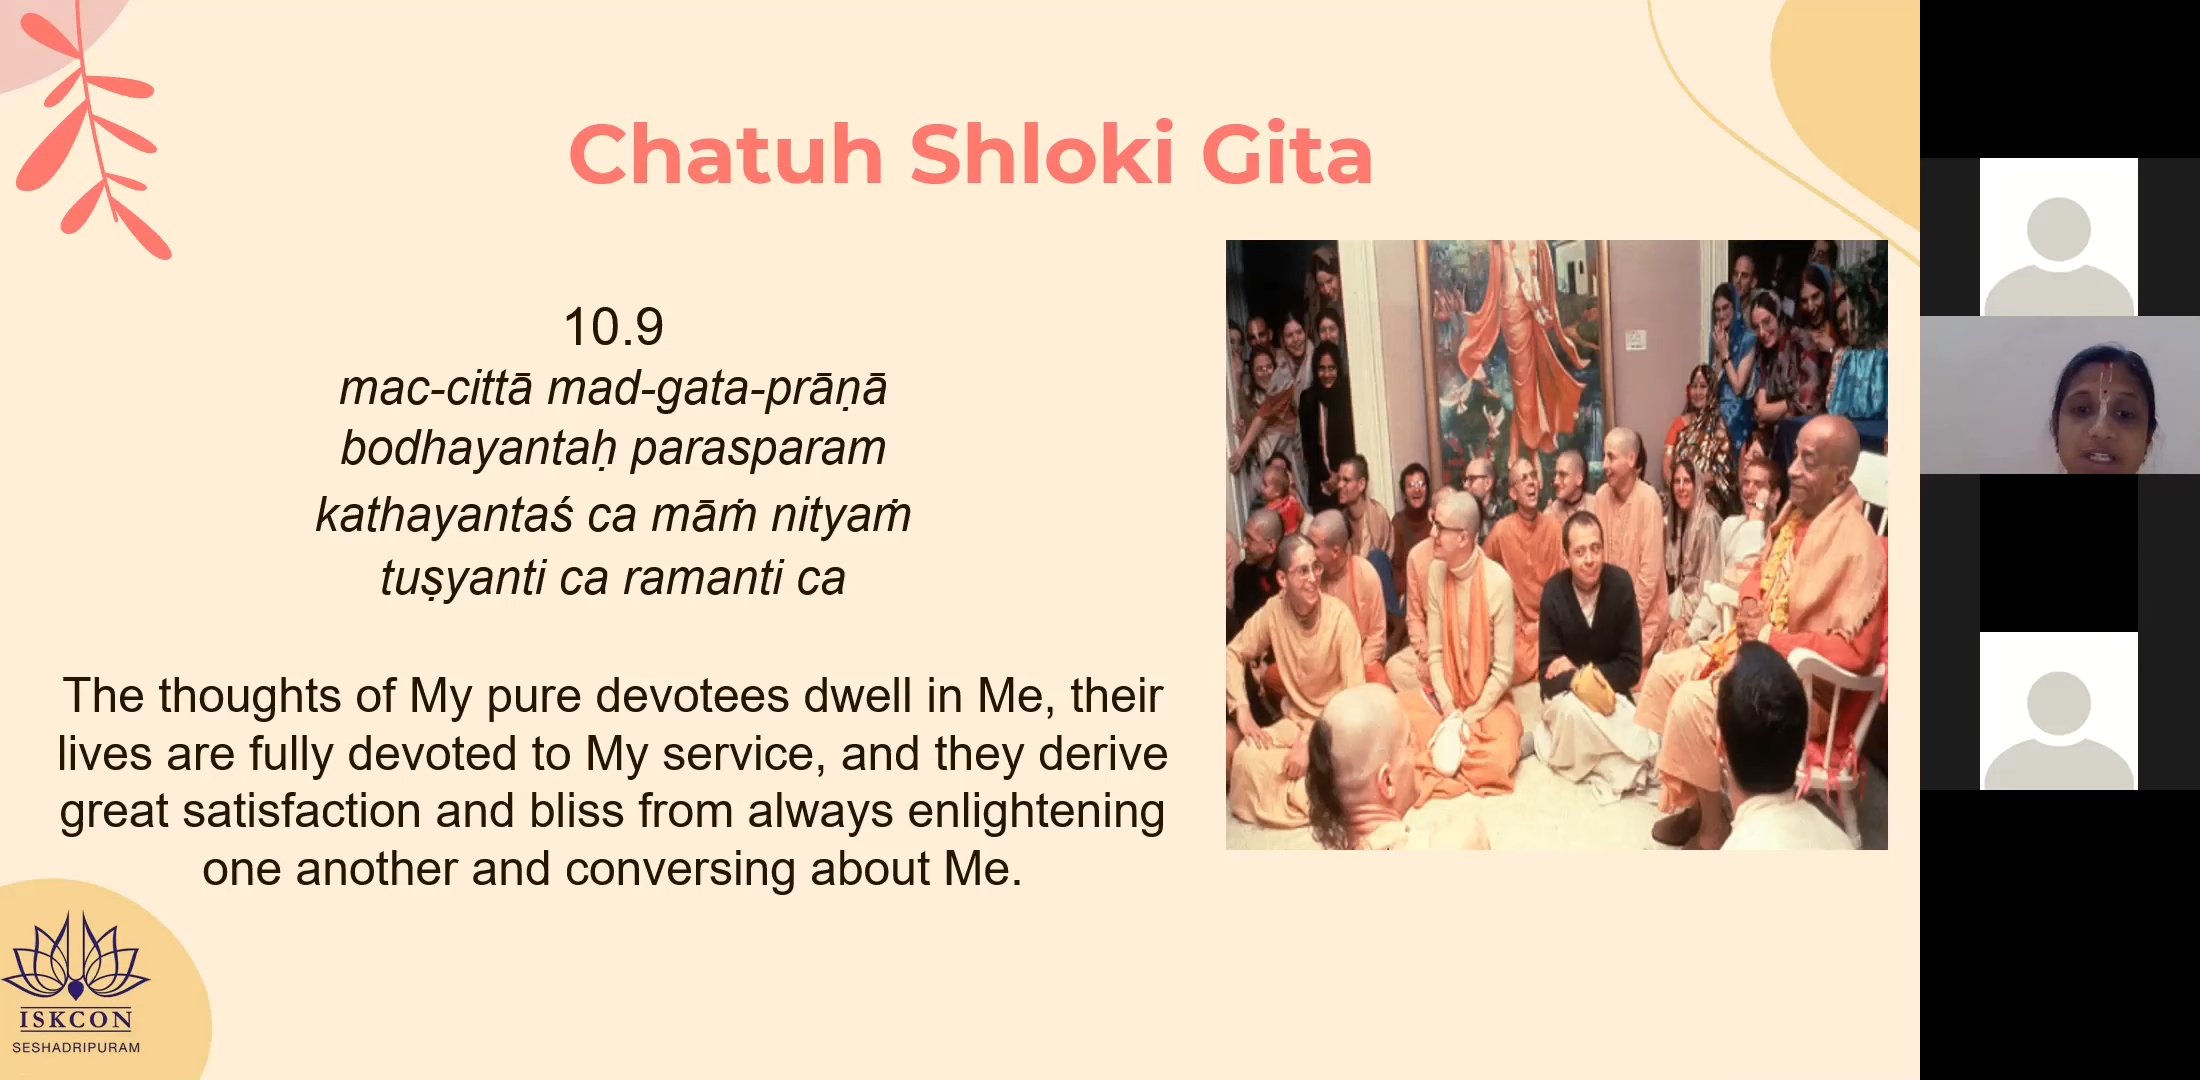 Chatuh Shloki Gita
10.9
mac-cittā mad-gata-prāṇā
bodhayantaḥ parasparam
kathayantaś ca māṁ nityaṁ
tuṣyanti ca ramanti ca
The thoughts of My pure devotees dwell in Me, their
lives are fully devoted to My service, and they derive
great satisfaction and bliss from always enlightening
one another and conversing about Me.
ISKCON
SESHADRIPURAM